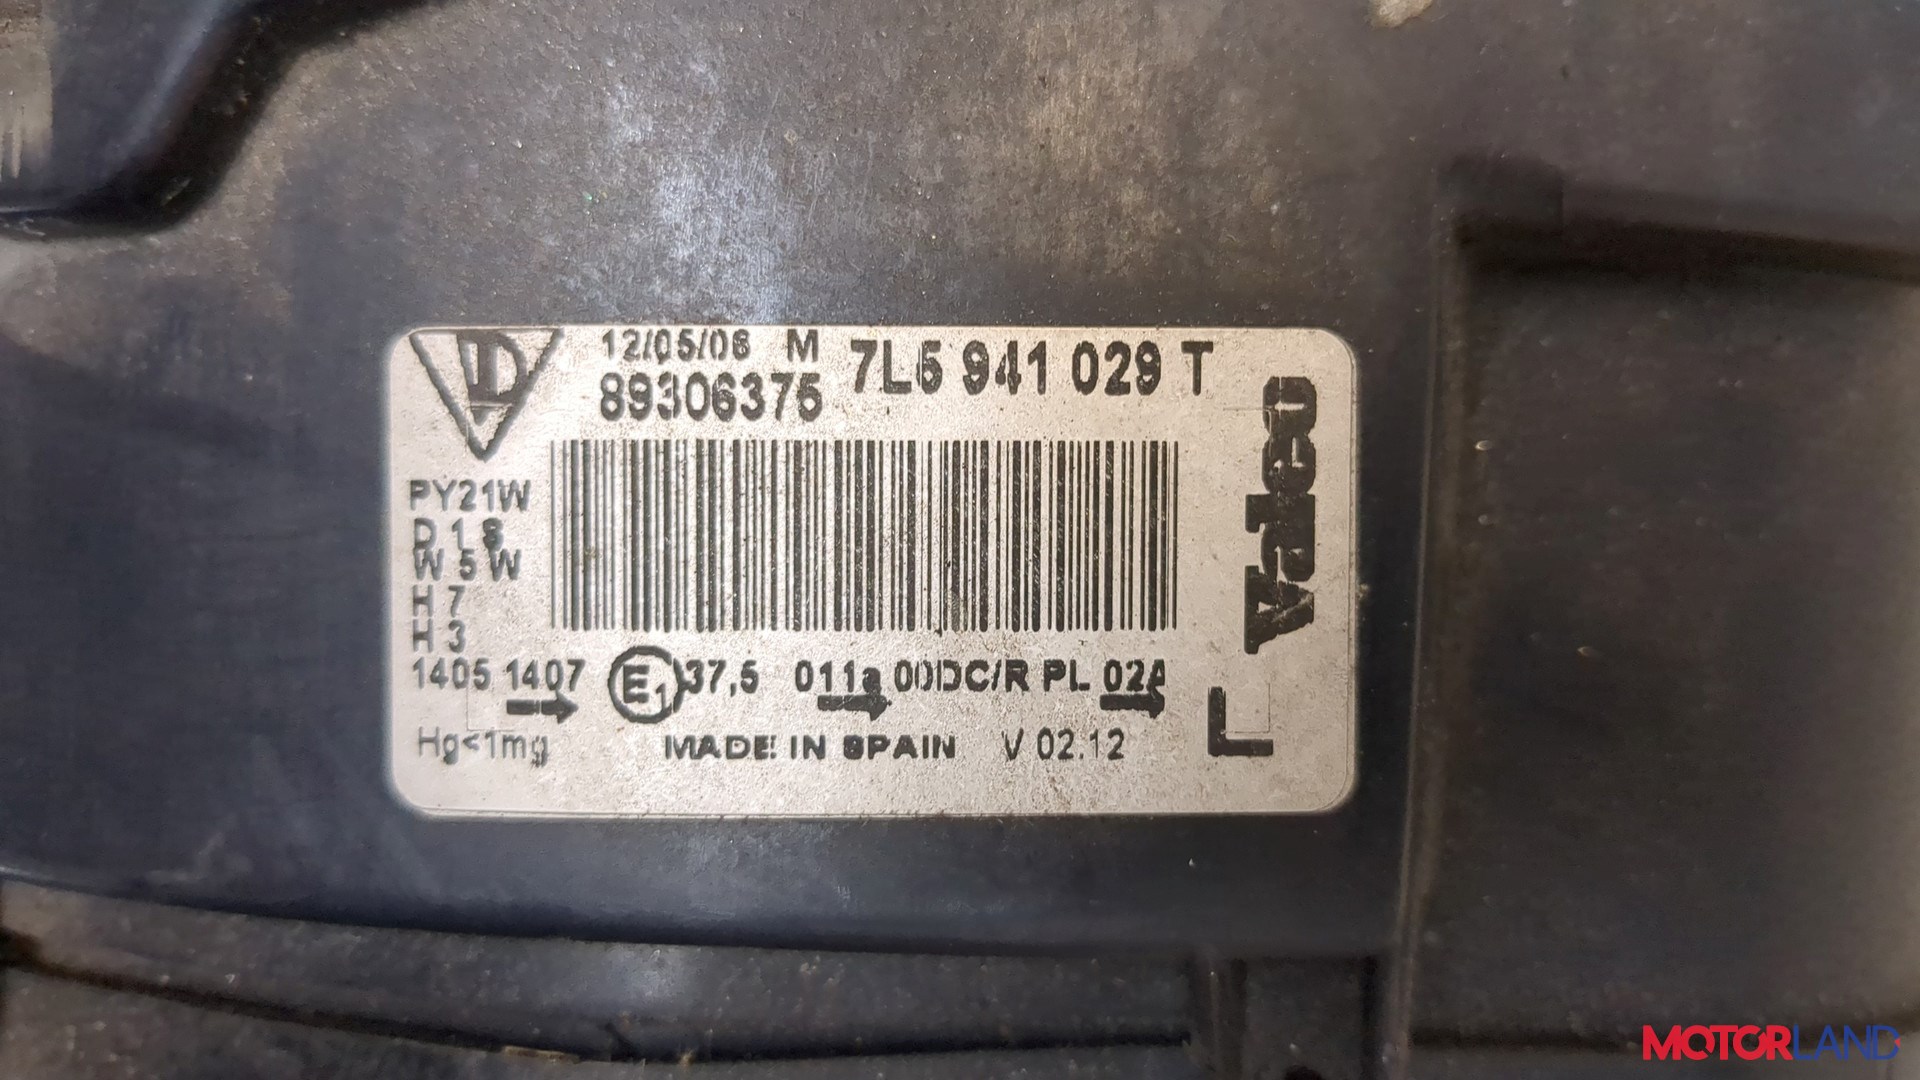 D
12/05/06 M
89306375
7L5 941 029 T
Valeo
PY21W
D1S
W5W
H7
H3
1405 1407 E1 37,5 011a 00DC/R PL 02A
Hg<1mg MADE IN SPAIN V 02.12
L
MOTORLAND